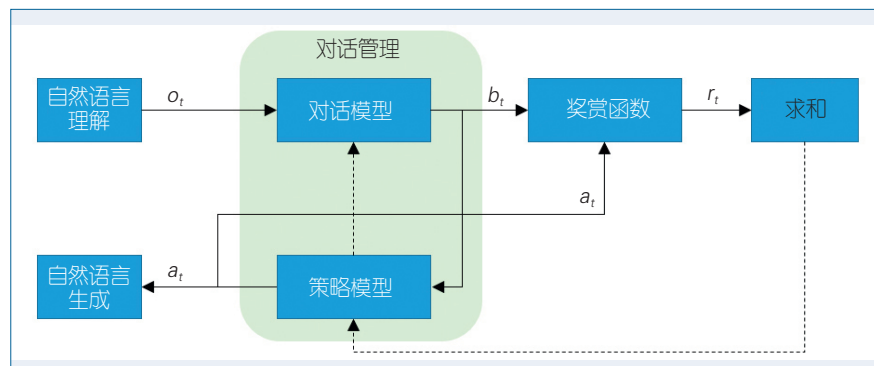 对话管理
自然语言
理解
o_t
对话模型
b_t
奖赏函数
r_t
求和
a_t
自然语言
生成
a_t
策略模型